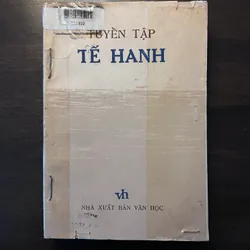 TUYỂN TẬP
TẾ HANH
vh
NHÀ XUẤT BẢN VĂN HỌC